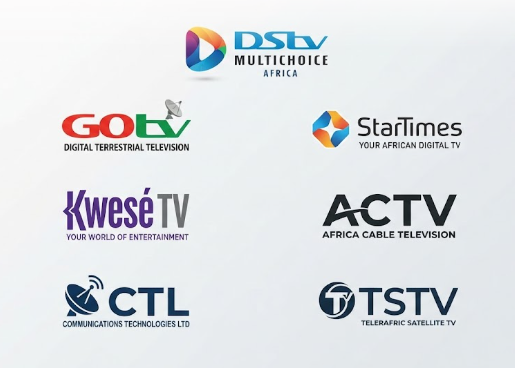 DStv
MULTICHOICE
AFRICA
GOtv
DIGITAL TERRESTRIAL TELEVISION
StarTimes
YOUR AFRICAN DIGITAL TV
Kwesé TV
YOUR WORLD OF ENTERTAINMENT
ACTV
AFRICA CABLE TELEVISION
CTL
COMMUNICATIONS TECHNOLOGIES LTD
TSTV
TELERAFRIC SATELLITE TV